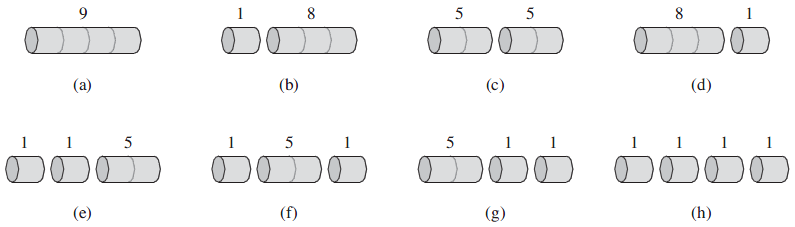 9 1 8 5 5 8 1
(a) (b) (c) (d)
1 1 5 1 5 1 5 1 1 1 1 1 1
(e) (f) (g) (h)